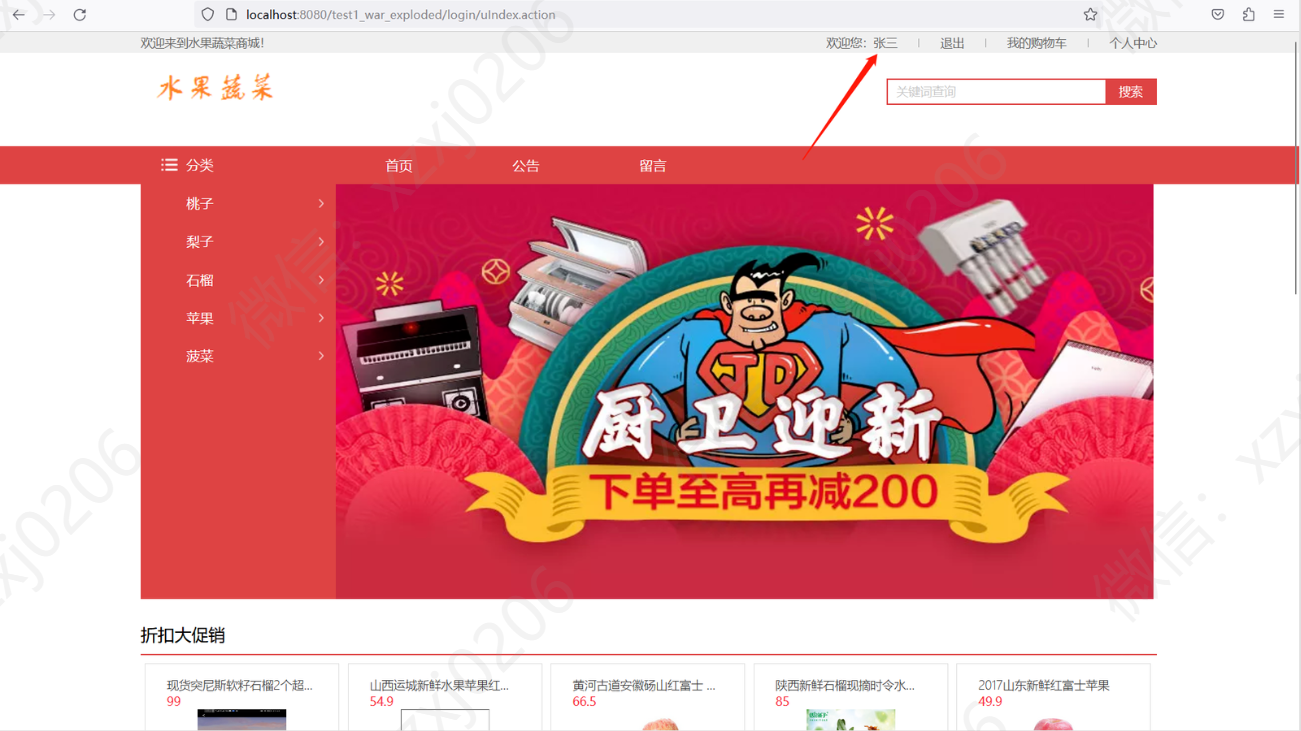 localhost:8080/test1_war_exploded/login/uIndex.action
欢迎来到水果蔬菜商城！
欢迎您：张三 | 退出 | 我的购物车 | 个人中心
水果蔬菜
关键词查询 搜索
分类 首页 公告 留言
桃子
梨子
石榴
苹果
菠菜
JD
厨卫迎新
下单至高再减200
折扣大促销
现货突尼斯软籽石榴2个超... 山西运城新鲜水果苹果红... 黄河古道安徽砀山红富士 ... 陕西新鲜石榴现摘时令水... 2017山东新鲜红富士苹果
99 54.9 66.5 85 49.9
微信：xzxj0206